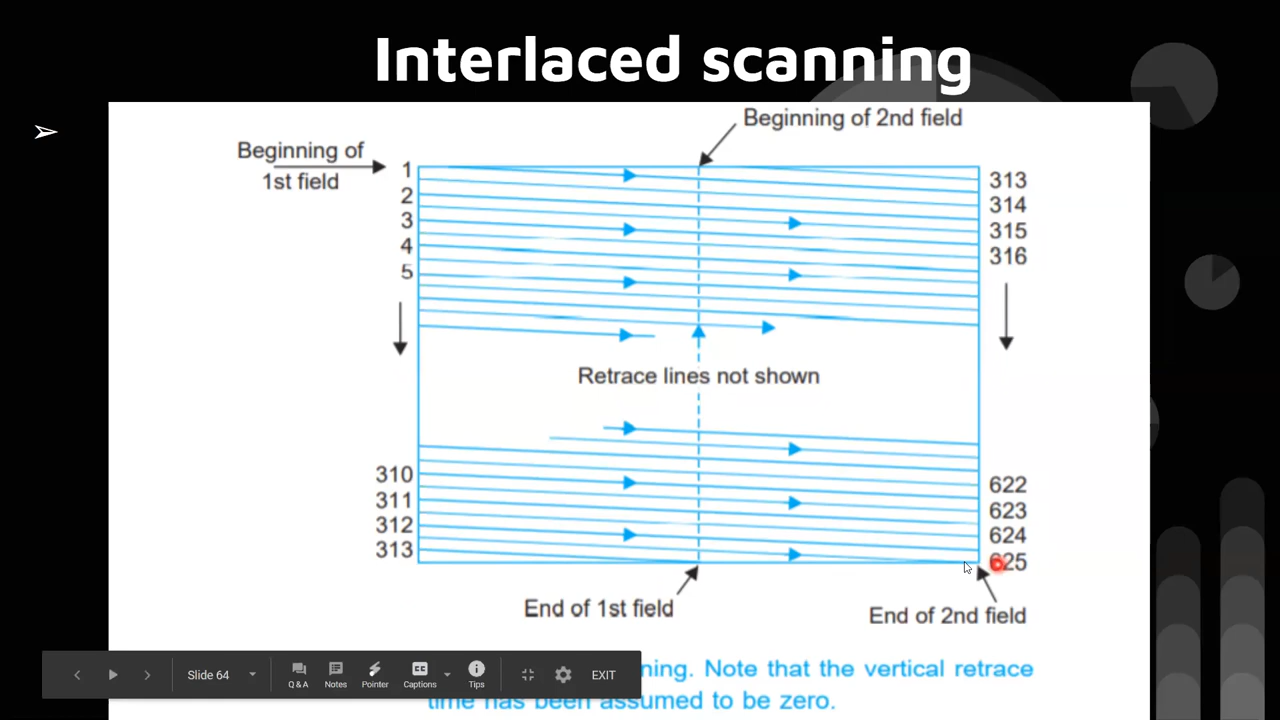 Interlaced scanning
Beginning of 2nd field
Beginning of
1st field
1
2
3
4
5
313
314
315
316
Retrace lines not shown
310
311
312
313
622
623
624
625
End of 1st field
End of 2nd field
Slide 64
Q & A
Notes
Pointer
Captions
Tips
EXIT
Note that the vertical retrace
time has been assumed to be zero.